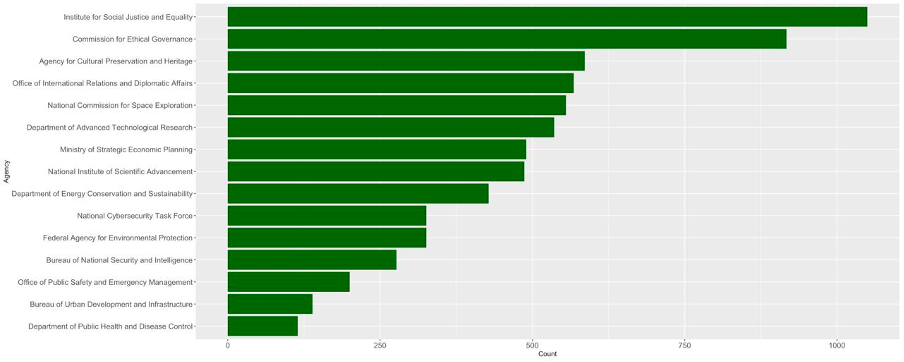 Institute for Social Justice and Equality
Commission for Ethical Governance
Agency for Cultural Preservation and Heritage
Office of International Relations and Diplomatic Affairs
National Commission for Space Exploration
Department of Advanced Technological Research
Ministry of Strategic Economic Planning
National Institute of Scientific Advancement
Department of Energy Conservation and Sustainability
National Cybersecurity Task Force
Federal Agency for Environmental Protection
Bureau of National Security and Intelligence
Office of Public Safety and Emergency Management
Bureau of Urban Development and Infrastructure
Department of Public Health and Disease Control
Agency
0 250 500 750 1000
Count